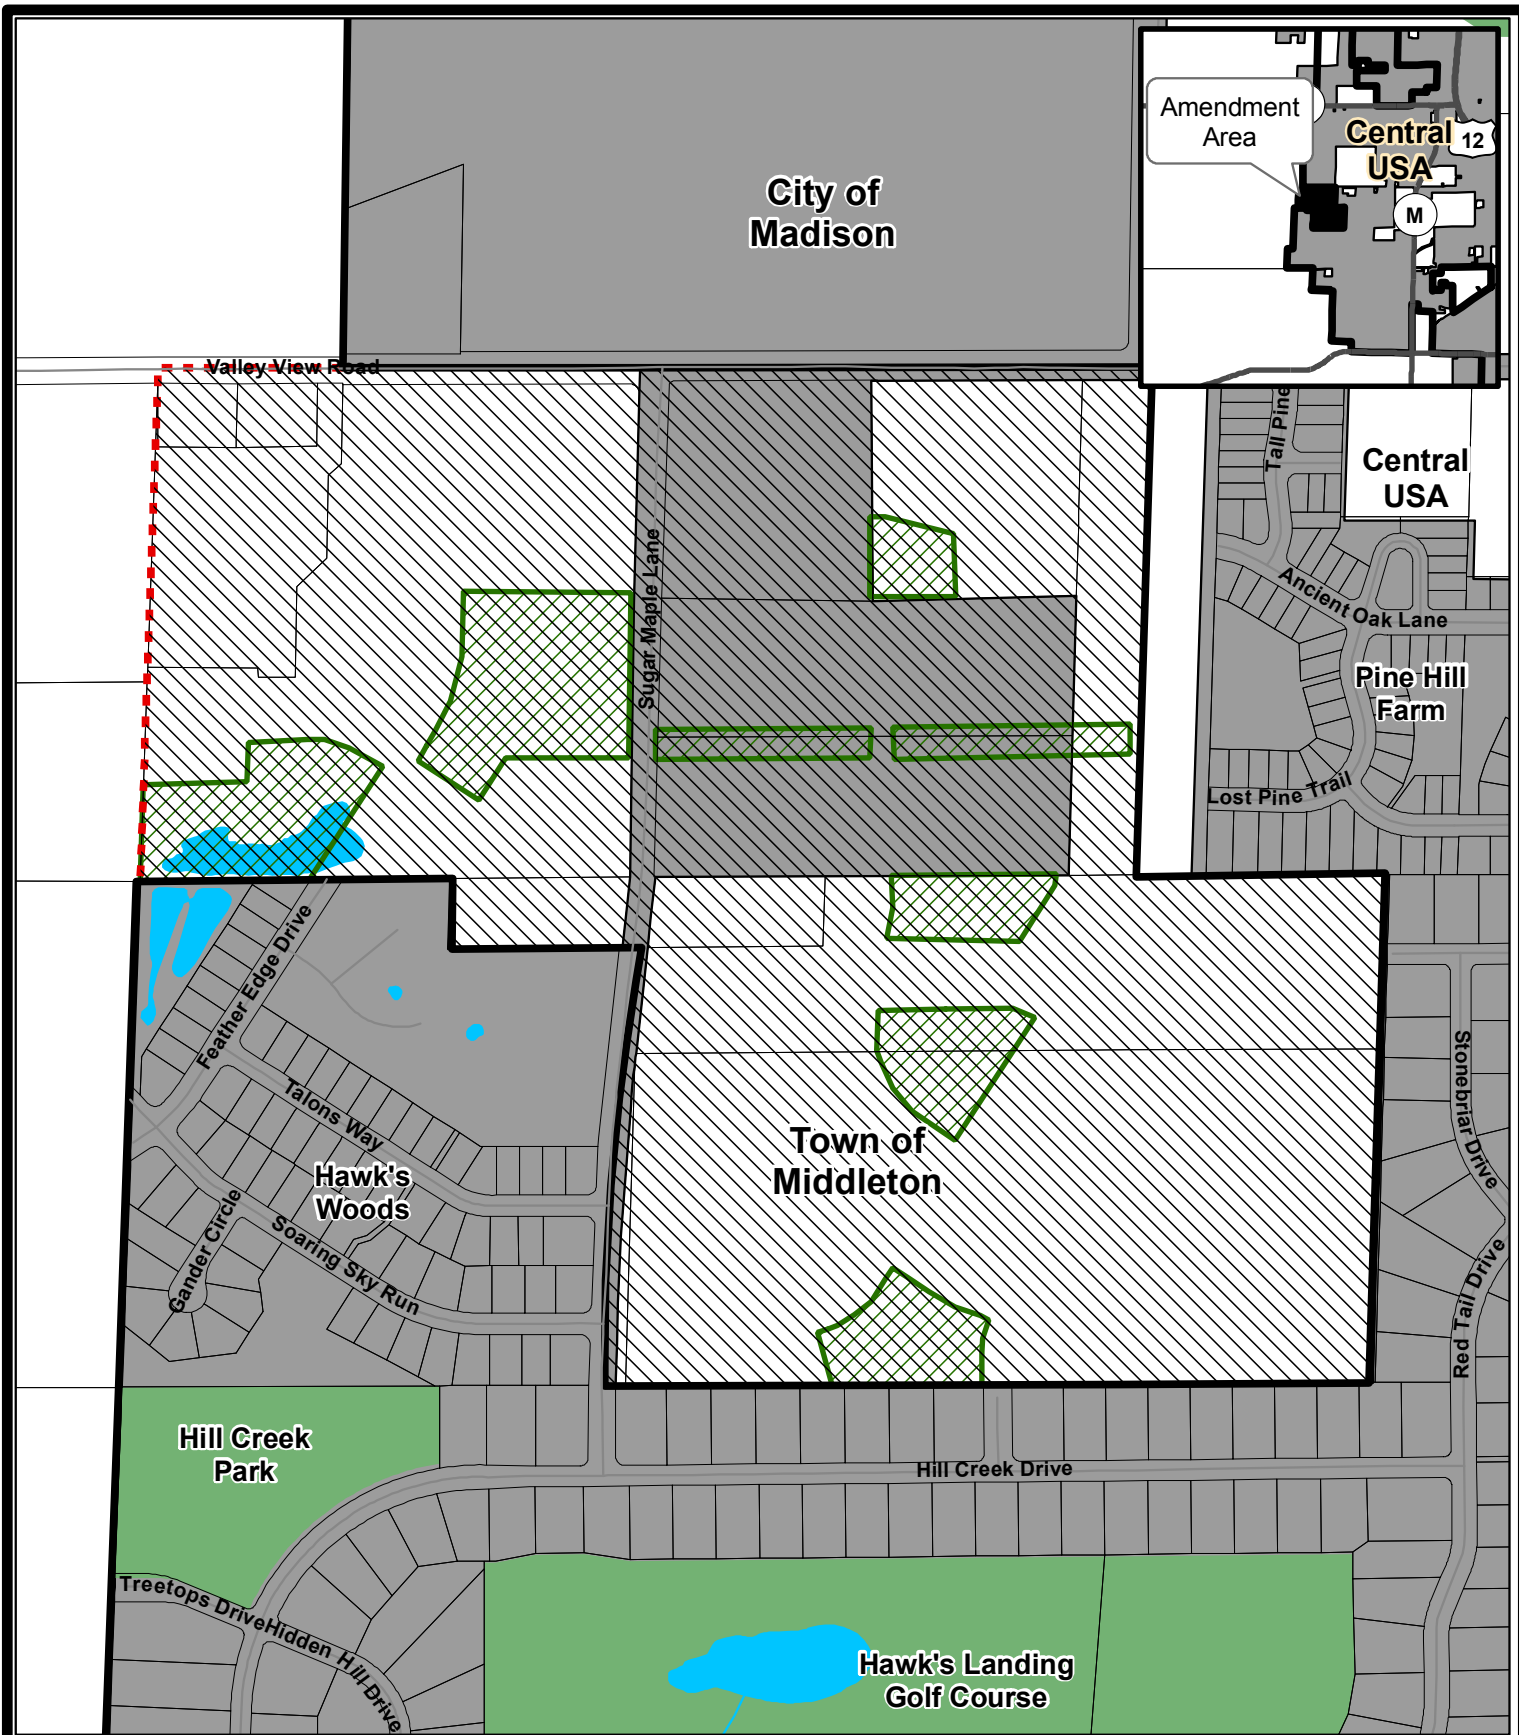 Amendment
Area
Central
USA
12
M
City of
Madison
Valley View Road
Tall Pine
Central
USA
Sugar Maple Lane
Ancient Oak Lane
Pine Hill
Farm
Lost Pine Trail
Feather Edge Drive
Talons Way
Stonebriar Drive
Town of
Middleton
Hawk's
Woods
Gander Circle
Soaring Sky Run
Red Tail Drive
Hill Creek
Park
Hill Creek Drive
Treetops Drive
Hidden Hill Drive
Hawk's Landing
Golf Course